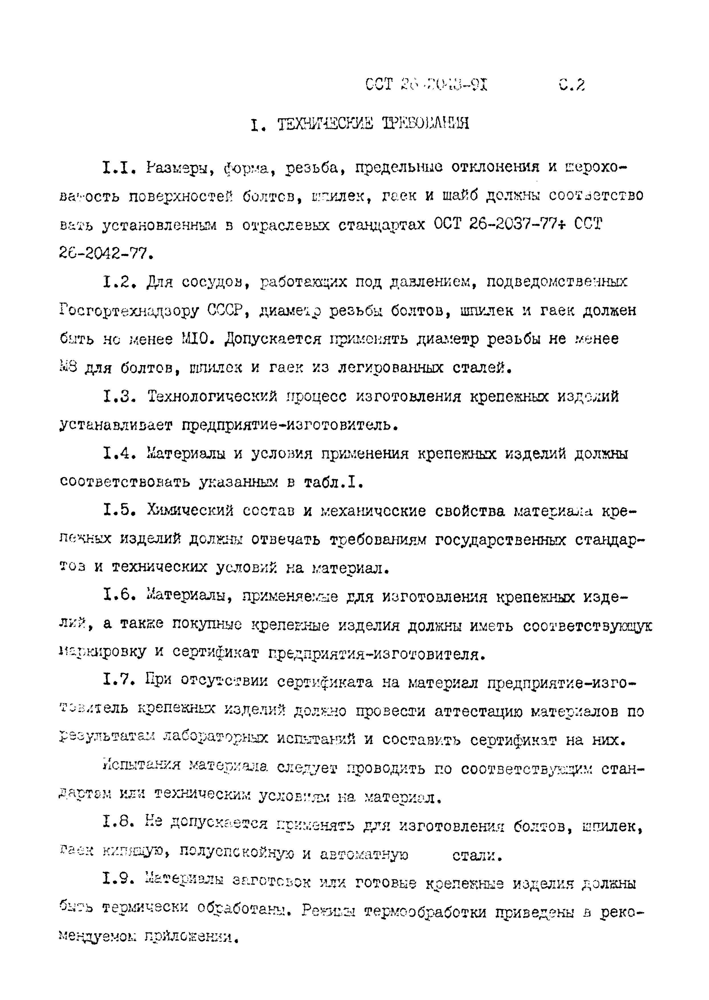 ОСТ 26-2043-91 С.2
I. ТЕХНИЧЕСКИЕ ТРЕБОВАНИЯ
I.I. Размеры, форма, резьба, предельные отклонения и шерохо-
ватость поверхностей болтов, шпилек, гаек и шайб должны соответство
вать установленным в отраслевых стандартах ОСТ 26-2037-77+ ОСТ
26-2042-77.
I.2. Для сосудов, работающих под давлением, подведомственных
Госгортехнадзору СССР, диаметр резьбы болтов, шпилек и гаек должен
быть не менее М10. Допускается применять диаметр резьбы не менее
М8 для болтов, шпилек и гаек из легированных сталей.
I.3. Технологический процесс изготовления крепежных изделий
устанавливает предприятие-изготовитель.
I.4. Материалы и условия применения крепежных изделий должны
соответствовать указанным в табл.I.
I.5. Химический состав и механические свойства материала кре-
пежных изделий должны отвечать требованиям государственных стандар-
тов и технических условий на материал.
I.6. Материалы, применяемые для изготовления крепежных изде-
лий, а также покупные крепежные изделия должны иметь соответствующук
маркировку и сертификат предприятия-изготовителя.
I.7. При отсутствии сертификата на материал предприятие-изго-
товитель крепежных изделий должно провести аттестацию материалов по
результатам лабораторных испытаний и составить сертификат на них.
Испытания материала следует проводить по соответствующим стан-
дартам или техническим условиям на материал.
I.8. Не допускается применять для изготовления болтов, шпилек,
гаек кипящую, полуспокойную и автоматную стали.
I.9. Материалы заготовок или готовые крепежные изделия должны
быть термически обработаны. Режимы термообработки приведены в реко-
мендуемом приложении.